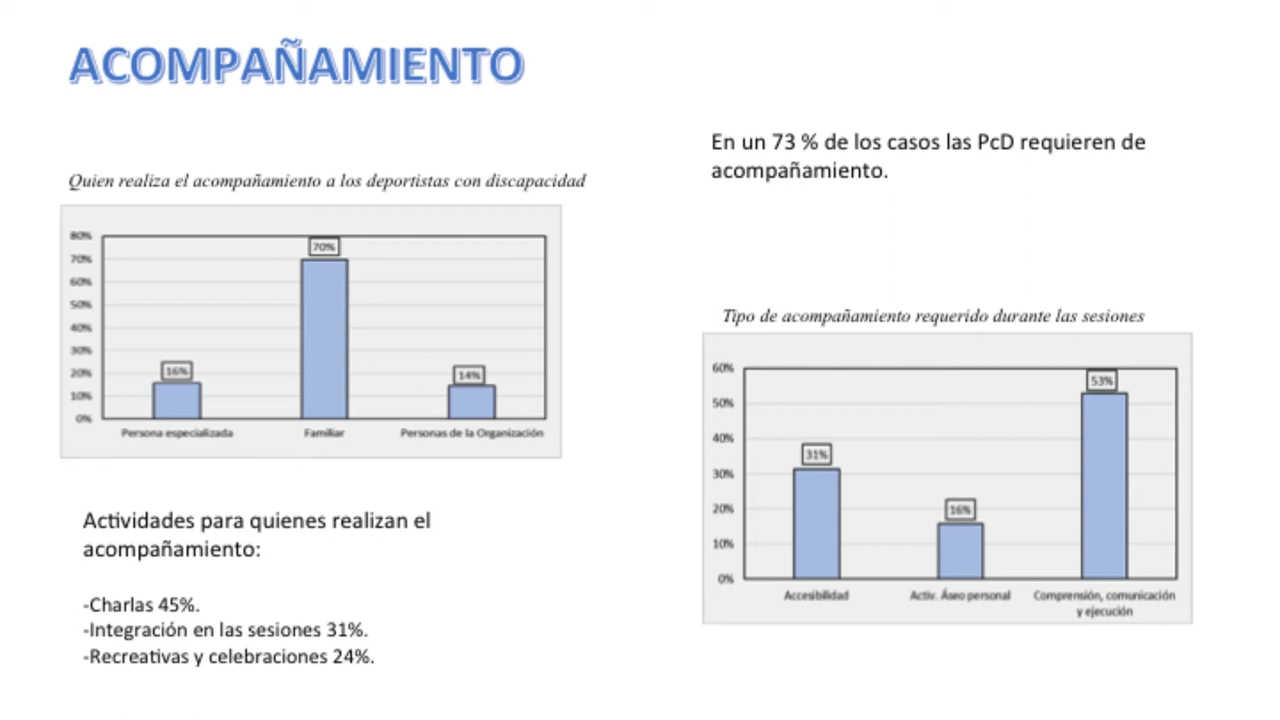 ACOMPAÑAMIENTO
En un 73 % de los casos las PcD requieren de
acompañamiento.
Quien realiza el acompañamiento a los deportistas con discapacidad
80%
70%
60%
50%
40%
30%
20%
10%
0%
16%
70%
14%
Persona especializada
Familiar
Personas de la Organización
Tipo de acompañamiento requerido durante las sesiones
60%
50%
40%
30%
20%
10%
0%
31%
16%
53%
Accesibilidad
Activ. Áseo personal
Comprensión, comunicación
y ejecución
Actividades para quienes realizan el
acompañamiento:
-Charlas 45%.
-Integración en las sesiones 31%.
-Recreativas y celebraciones 24%.